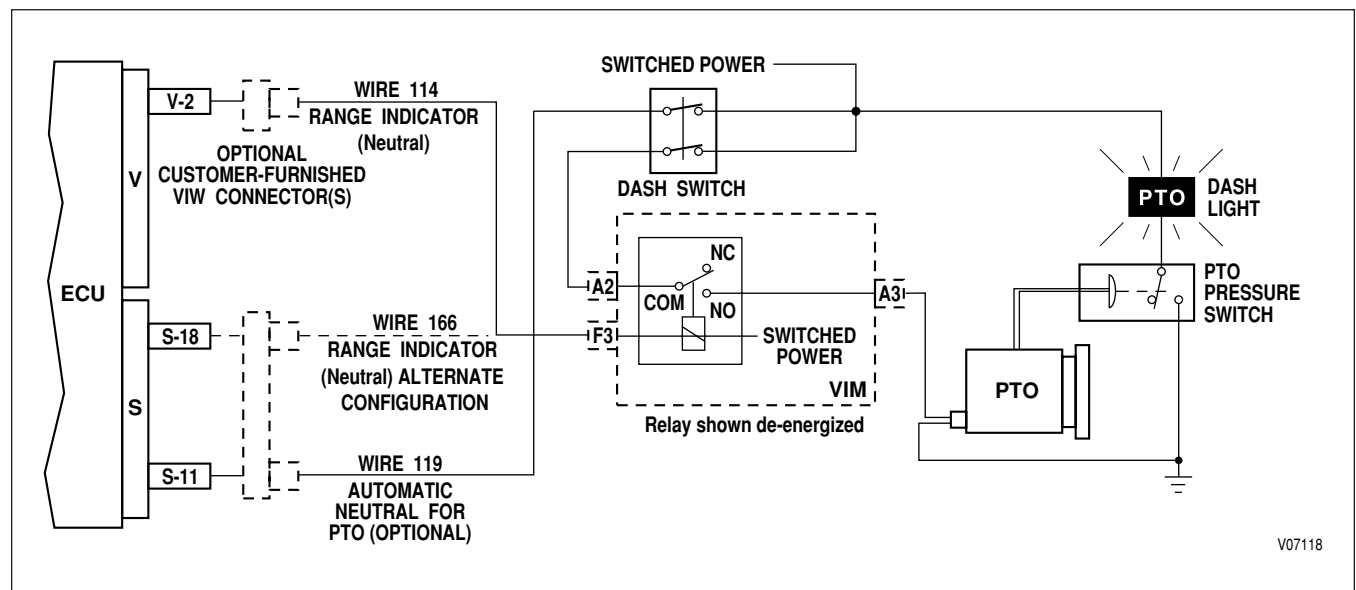 ECU
V
S
V-2
WIRE 114
RANGE INDICATOR
(Neutral)
OPTIONAL
CUSTOMER-FURNISHED
VIW CONNECTOR(S)
S-18
WIRE 166
RANGE INDICATOR
(Neutral) ALTERNATE
CONFIGURATION
S-11
WIRE 119
AUTOMATIC
NEUTRAL FOR
PTO (OPTIONAL)
SWITCHED POWER
DASH SWITCH
A2
F3
NC
COM
NO
SWITCHED
POWER
VIM
A3
Relay shown de-energized
PTO
DASH
LIGHT
PTO
PRESSURE
SWITCH
PTO
V07118